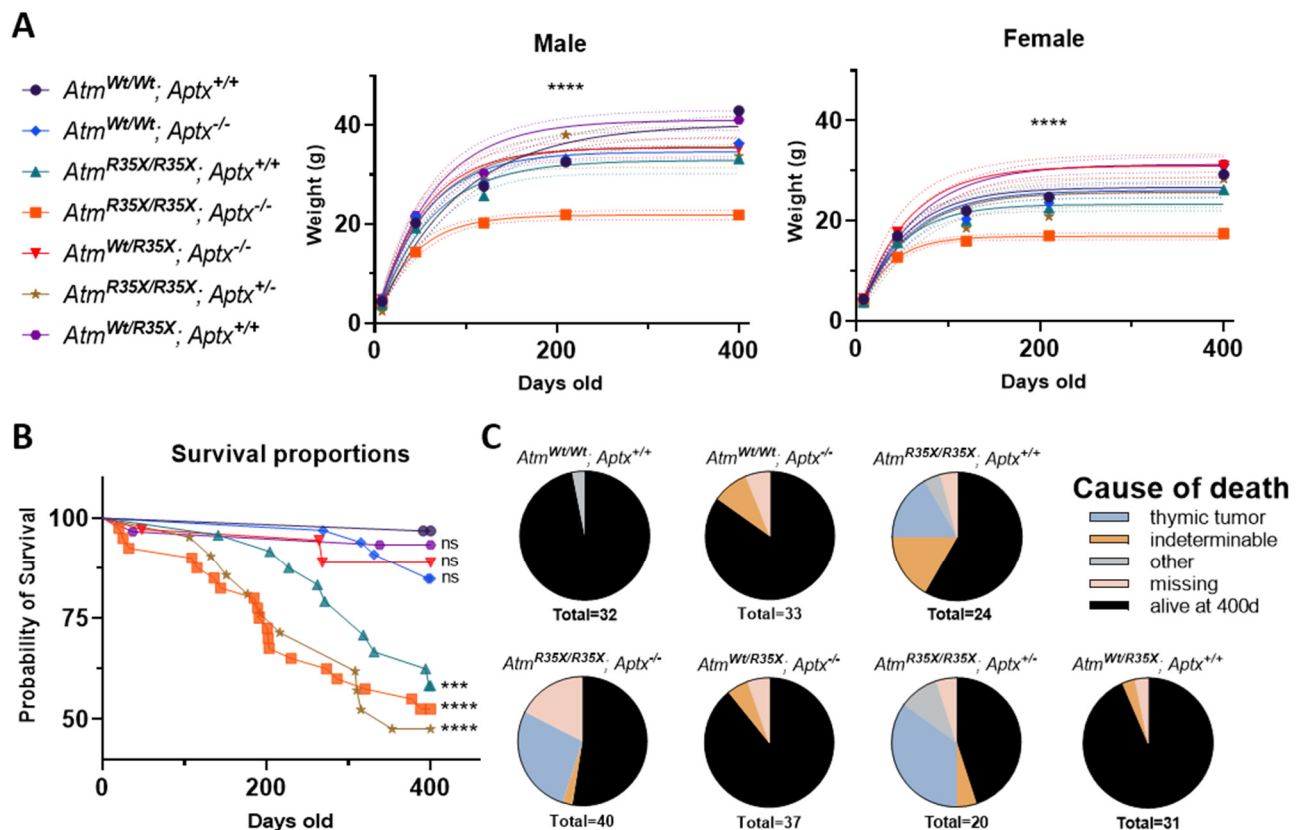 A
Atm^Wt/Wt; Aptx^+/+
Atm^Wt/Wt; Aptx^-/-
Atm^R35X/R35X; Aptx^+/+
Atm^R35X/R35X; Aptx^-/-
Atm^Wt/R35X; Aptx^-/-
Atm^R35X/R35X; Aptx^+/-
Atm^Wt/R35X; Aptx^+/+
Male
****
Weight (g)
40
20
0
0 200 400
Days old
Female
****
Weight (g)
60
40
20
0
0 200 400
Days old
B
Survival proportions
Probability of Survival
100
75
50
ns
ns
ns
***
****
****
0 200 400
Days old
C
Atm^Wt/Wt; Aptx^+/+
Total=32
Atm^Wt/Wt; Aptx^-/-
Total=33
Atm^R35X/R35X; Aptx^+/+
Total=24
Cause of death
thymic tumor
indeterminable
other
missing
alive at 400d
Atm^R35X/R35X; Aptx^-/-
Total=40
Atm^Wt/R35X; Aptx^-/-
Total=37
Atm^R35X/R35X; Aptx^+/-
Total=20
Atm^Wt/R35X; Aptx^+/+
Total=31